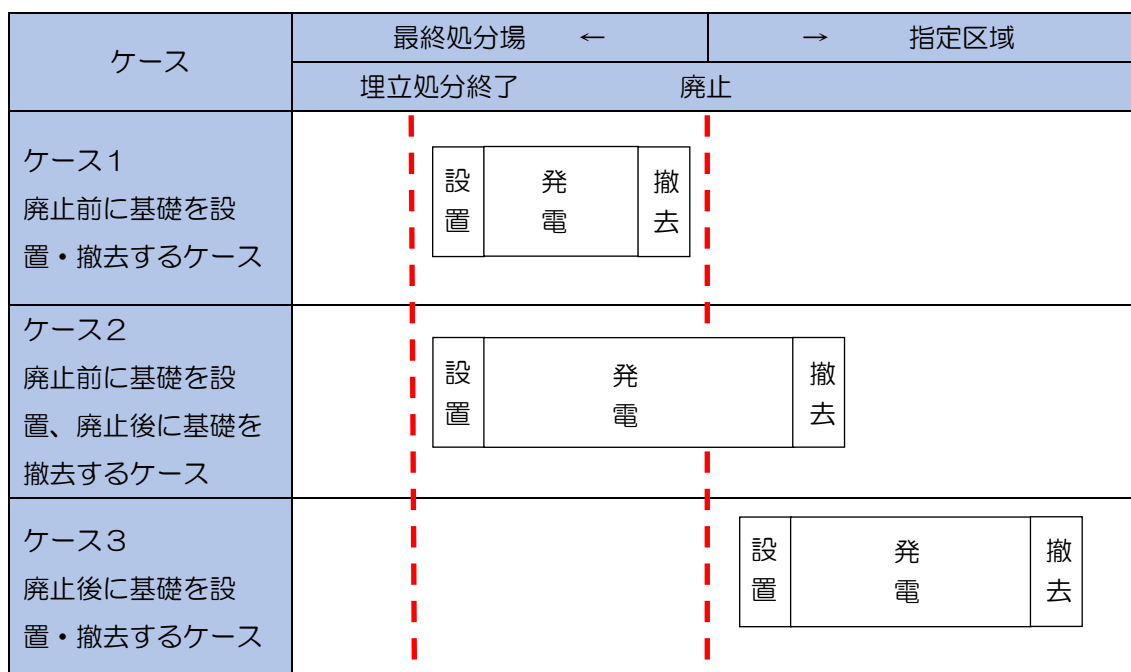 ケース
最終処分場 ←
→ 指定区域
埋立処分終了
廃止
ケース1
廃止前に基礎を設
置・撤去するケース
設置
発電
撤去
ケース2
廃止前に基礎を設
置、廃止後に基礎を
撤去するケース
設置
発電
撤去
ケース3
廃止後に基礎を設
置・撤去するケース
設置
発電
撤去